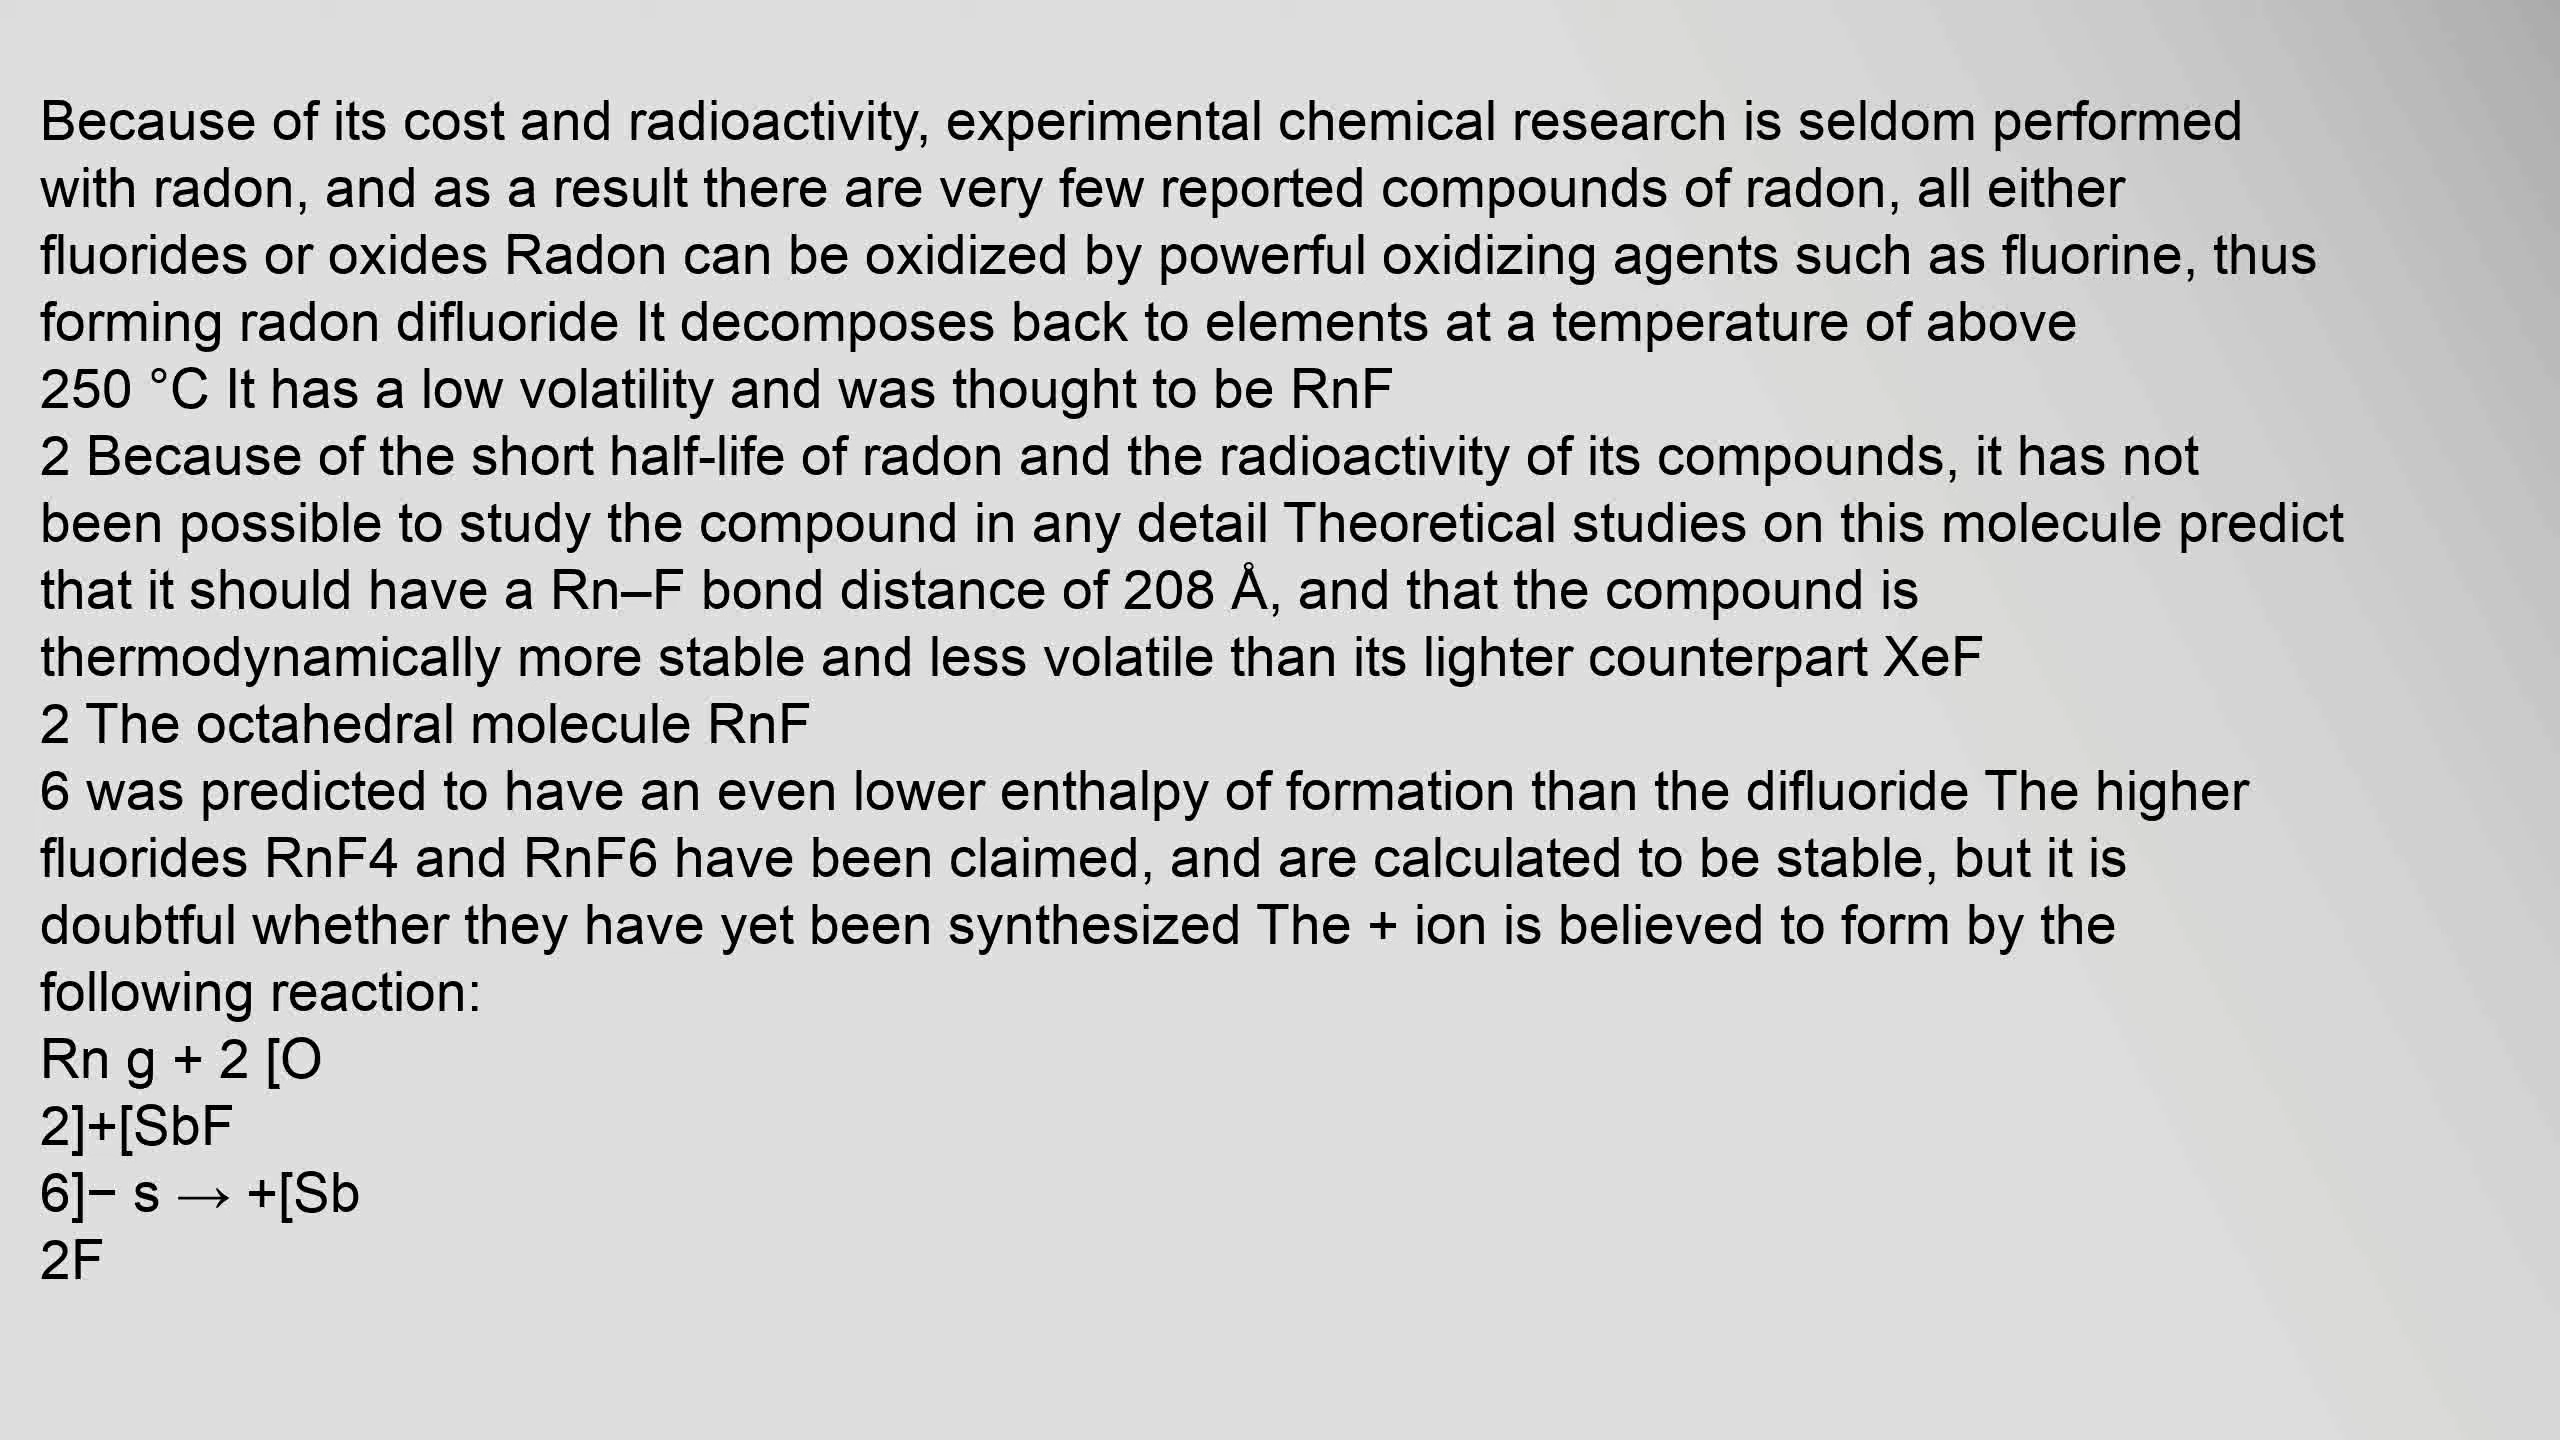 Because of its cost and radioactivity, experimental chemical research is seldom performed
with radon, and as a result there are very few reported compounds of radon, all either
fluorides or oxides Radon can be oxidized by powerful oxidizing agents such as fluorine, thus
forming radon difluoride It decomposes back to elements at a temperature of above
250 °C It has a low volatility and was thought to be RnF
2 Because of the short half-life of radon and the radioactivity of its compounds, it has not
been possible to study the compound in any detail Theoretical studies on this molecule predict
that it should have a Rn–F bond distance of 208 Å, and that the compound is
thermodynamically more stable and less volatile than its lighter counterpart XeF
2 The octahedral molecule RnF
6 was predicted to have an even lower enthalpy of formation than the difluoride The higher
fluorides RnF4 and RnF6 have been claimed, and are calculated to be stable, but it is
doubtful whether they have yet been synthesized The + ion is believed to form by the
following reaction:
Rn g + 2 [O
2]+[SbF
6]− s → +[Sb
2F